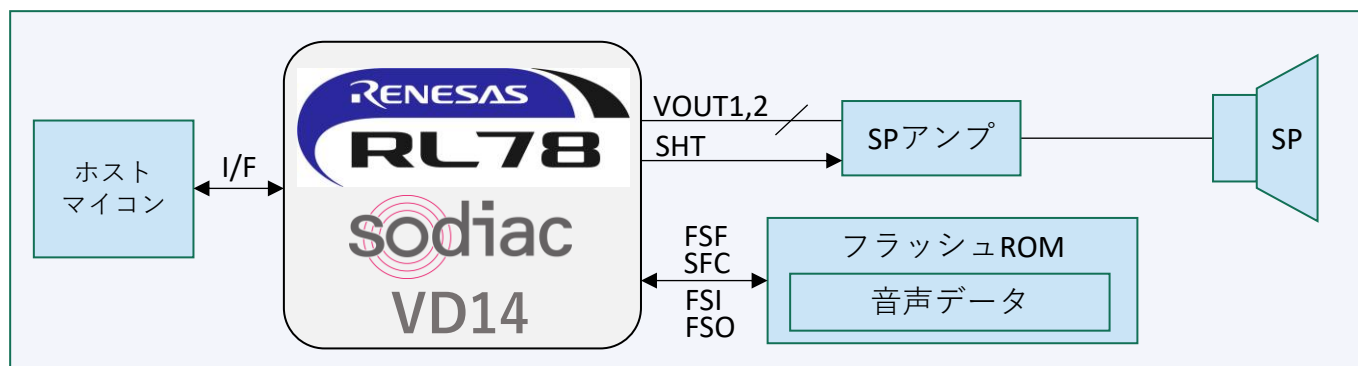 ホスト
マイコン
I/F
RENESAS
RL78
sodiac
VD14
VOUT1,2
SHT
SPアンプ
SP
FSF
SFC
FSI
FSO
フラッシュROM
音声データ